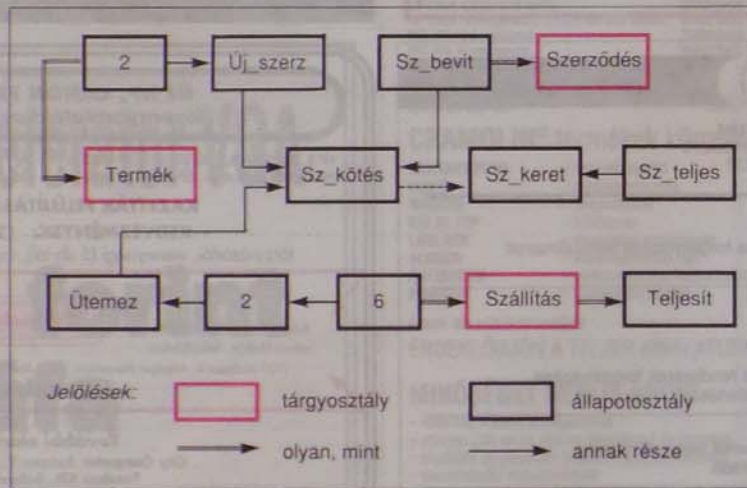 2 Új_szerz Sz_bevit Szerződés
Termék Sz_kötés Sz_keret Sz_teljes
Ütemez 2 6 Szállítás Teljesít
Jelölések: tárgyosztály állapotosztály
olyan, mint annak része